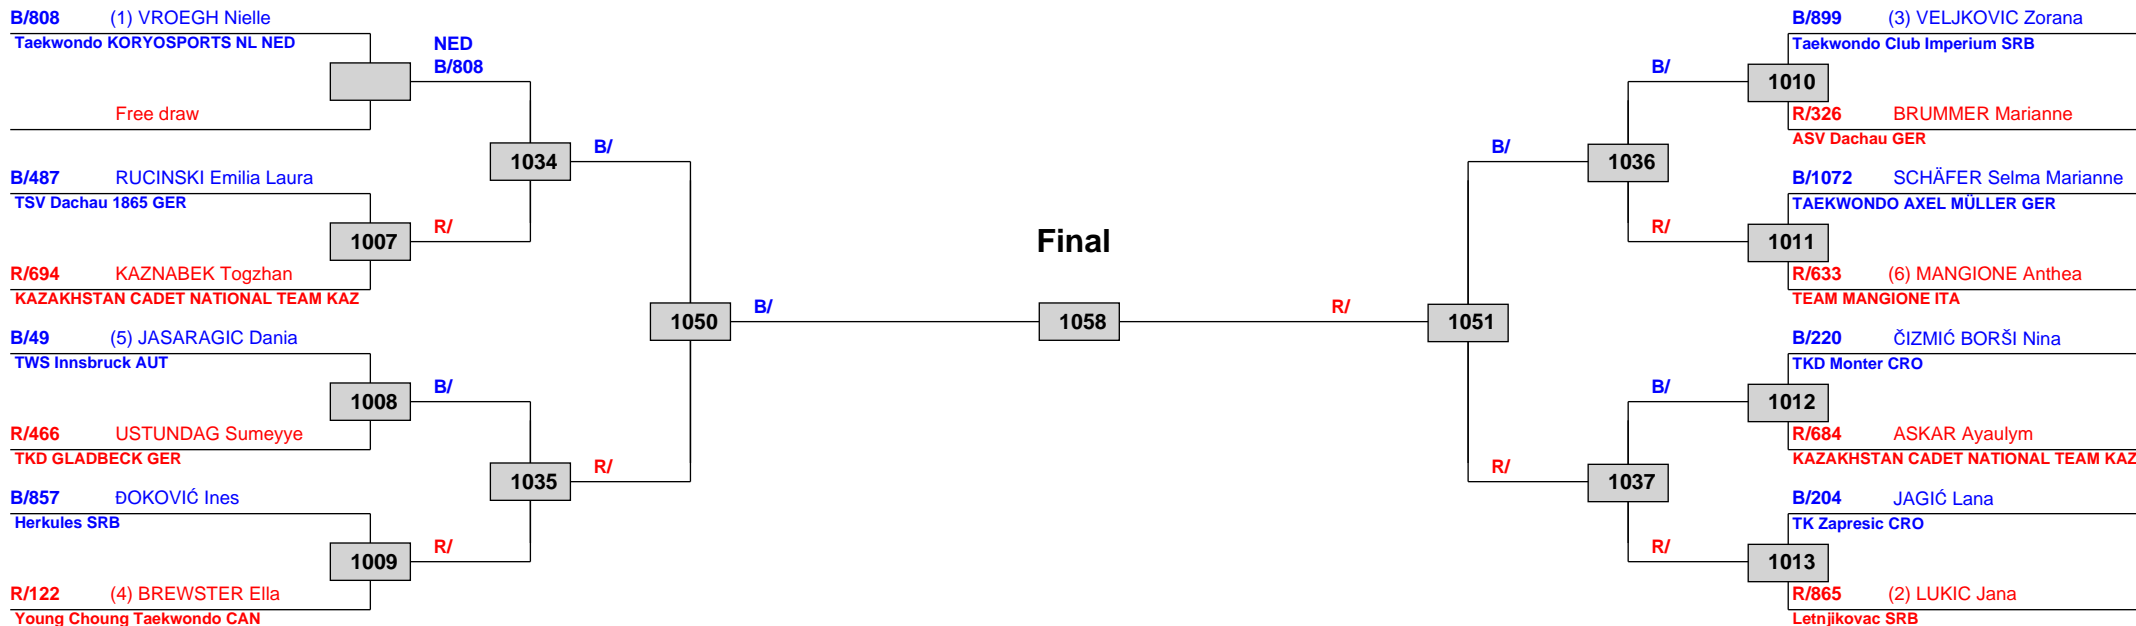 B/808 (1) VROEGH Nielle
Taekwondo KORYOSPORTS NL NED
Free draw
B/487 RUCINSKI Emilia Laura
TSV Dachau 1865 GER
1007
R/694 KAZNABEK Togzhan
KAZAKHSTAN CADET NATIONAL TEAM KAZ
B/49 (5) JASARAGIC Dania
TWS Innsbruck AUT
1008
R/466 USTUNDAG Sumeyye
TKD GLADBECK GER
B/857 ĐOKOVIĆ Ines
Herkules SRB
1009
R/122 (4) BREWSTER Ella
Young Choung Taekwondo CAN
NED
B/808
1034
R/
B/
1035
R/
B/
1050
R/
B/
Final
1058
R/
B/
1051
R/
B/
1036
R/
B/
1037
R/
B/899 (3) VELJKOVIC Zorana
Taekwondo Club Imperium SRB
1010
R/326 BRUMMER Marianne
ASV Dachau GER
B/1072 SCHÄFER Selma Marianne
TAEKWONDO AXEL MÜLLER GER
1011
R/633 (6) MANGIONE Anthea
TEAM MANGIONE ITA
B/220 ČIZMIĆ BORŠI Nina
TKD Monter CRO
1012
R/684 ASKAR Ayaulym
KAZAKHSTAN CADET NATIONAL TEAM KAZ
B/204 JAGIĆ Lana
TK Zapresic CRO
1013
R/865 (2) LUKIC Jana
Letnjikovac SRB